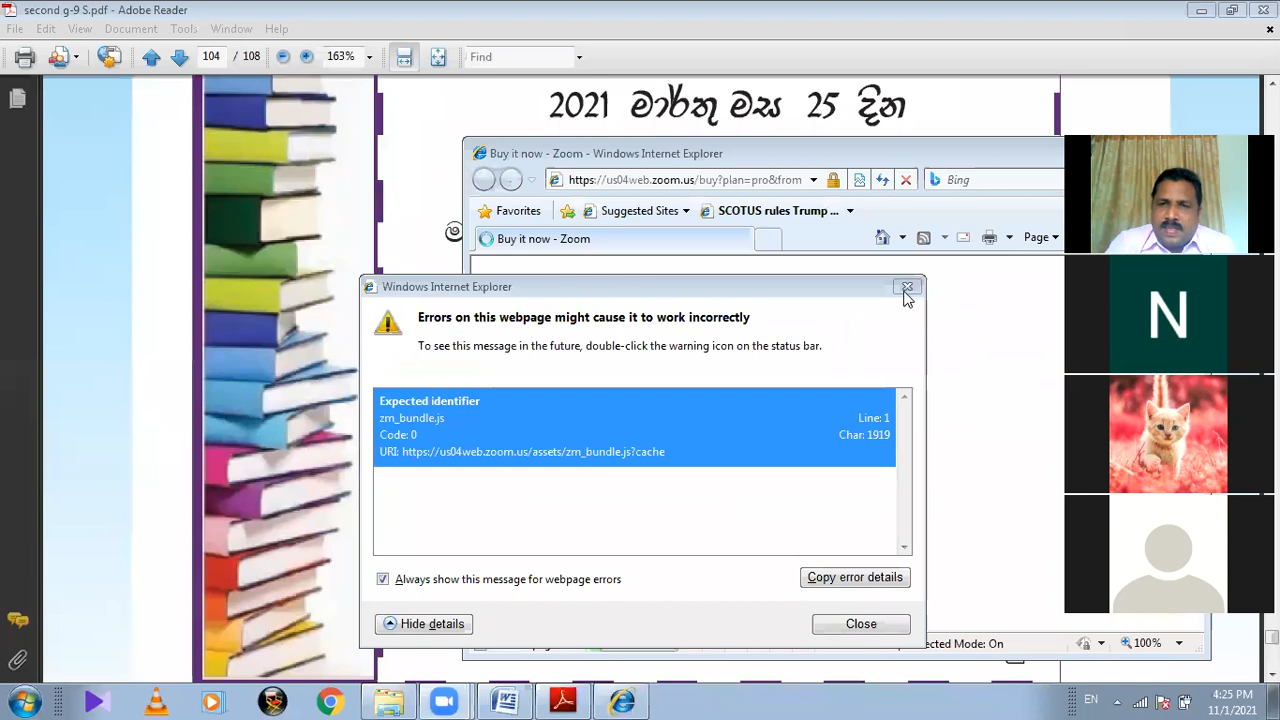 second g-9 S.pdf - Adobe Reader
File Edit View Document Tools Window Help
104 / 108 163% Find
2021 මාර්තු මස 25 දින
Buy it now - Zoom - Windows Internet Explorer
https://us04web.zoom.us/buy?plan=pro&from Bing
Favorites Suggested Sites SCOTUS rules Trump ...
Buy it now - Zoom Page
Windows Internet Explorer
Errors on this webpage might cause it to work incorrectly
To see this message in the future, double-click the warning icon on the status bar.
Expected identifier
zm_bundle.js Line: 1
Code: 0 Char: 1919
URI: https://us04web.zoom.us/assets/zm_bundle.js?cache
Always show this message for webpage errors Copy error details
Hide details Close
Mode: On 100%
N
EN 4:25 PM
11/1/2021